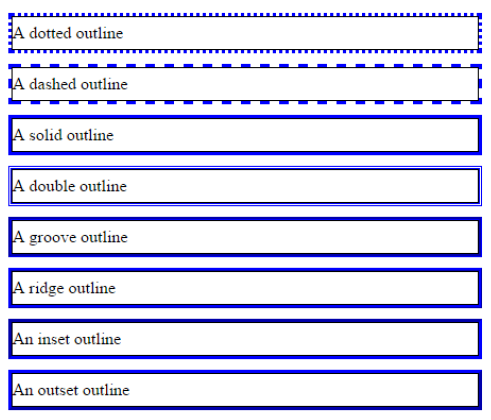 A dotted outline
A dashed outline
A solid outline
A double outline
A groove outline
A ridge outline
An inset outline
An outset outline